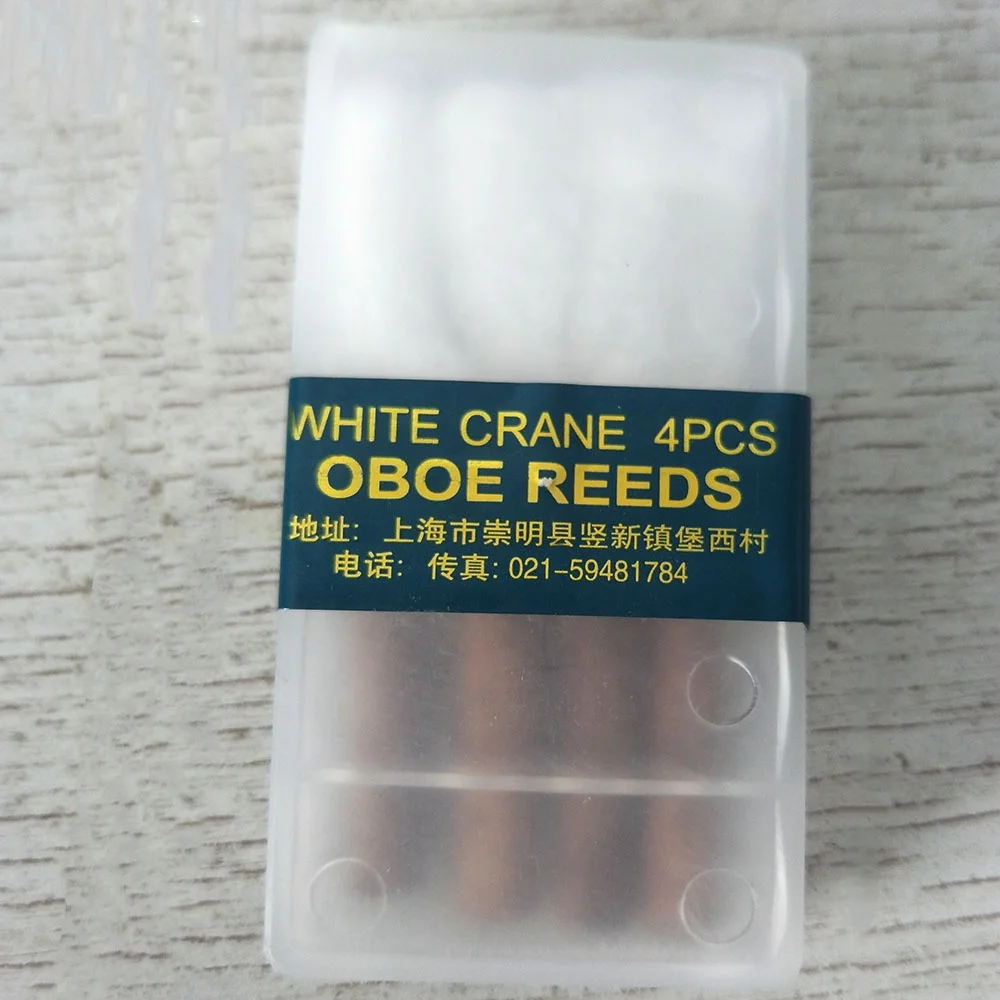 WHITE CRANE 4PCS
OBOE REEDS
地址: 上海市崇明县竖新镇堡西村
电话: 传真: 021-59481784